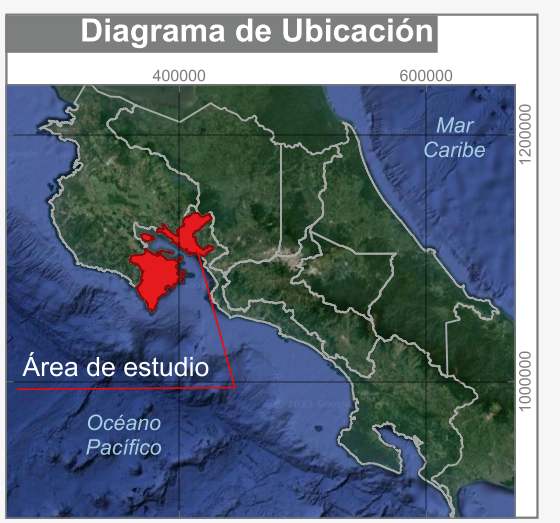 Diagrama de Ubicación
400000
600000
Mar
Caribe
1200000
Área de estudio
1000000
Océano
Pacífico